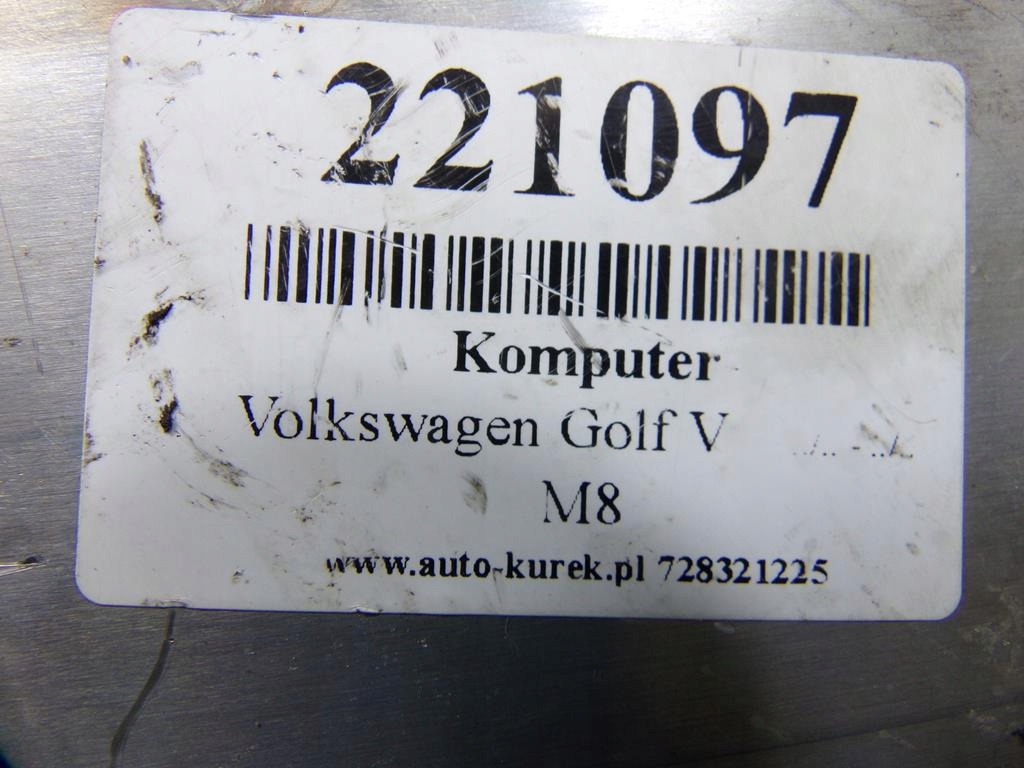 221097
Komputer
Volkswagen Golf V
M8
www.auto-kurek.pl 728321225